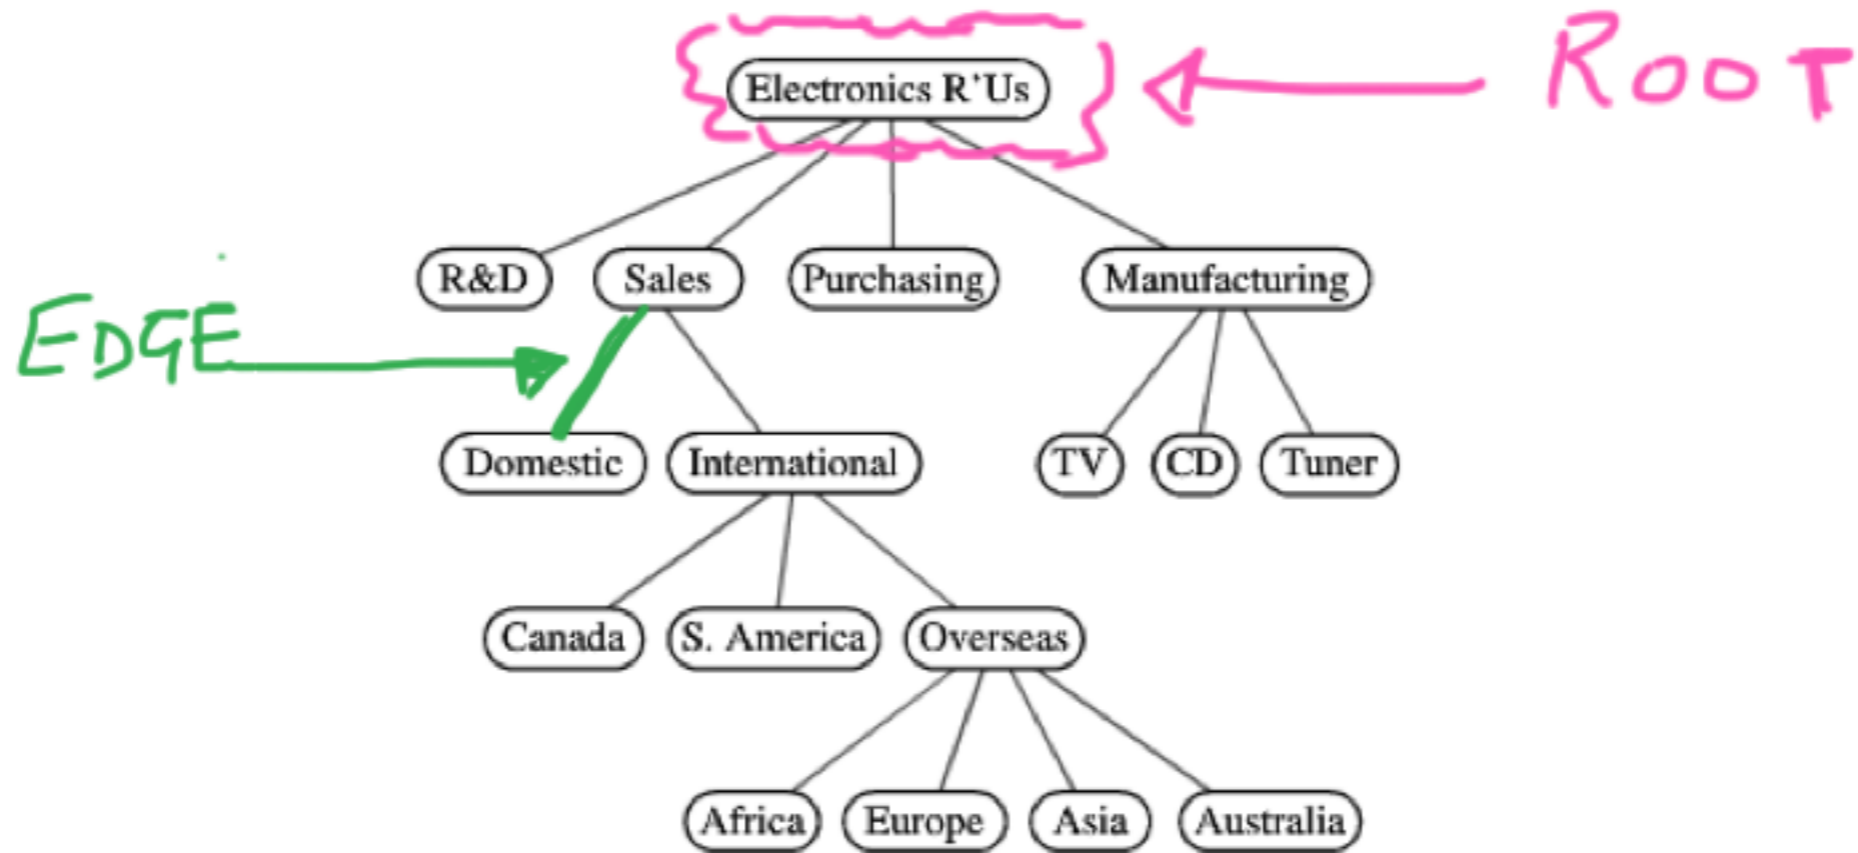 Electronics R'Us
ROOT
R&D Sales Purchasing Manufacturing
EDGE
Domestic International TV CD Tuner
Canada S. America Overseas
Africa Europe Asia Australia